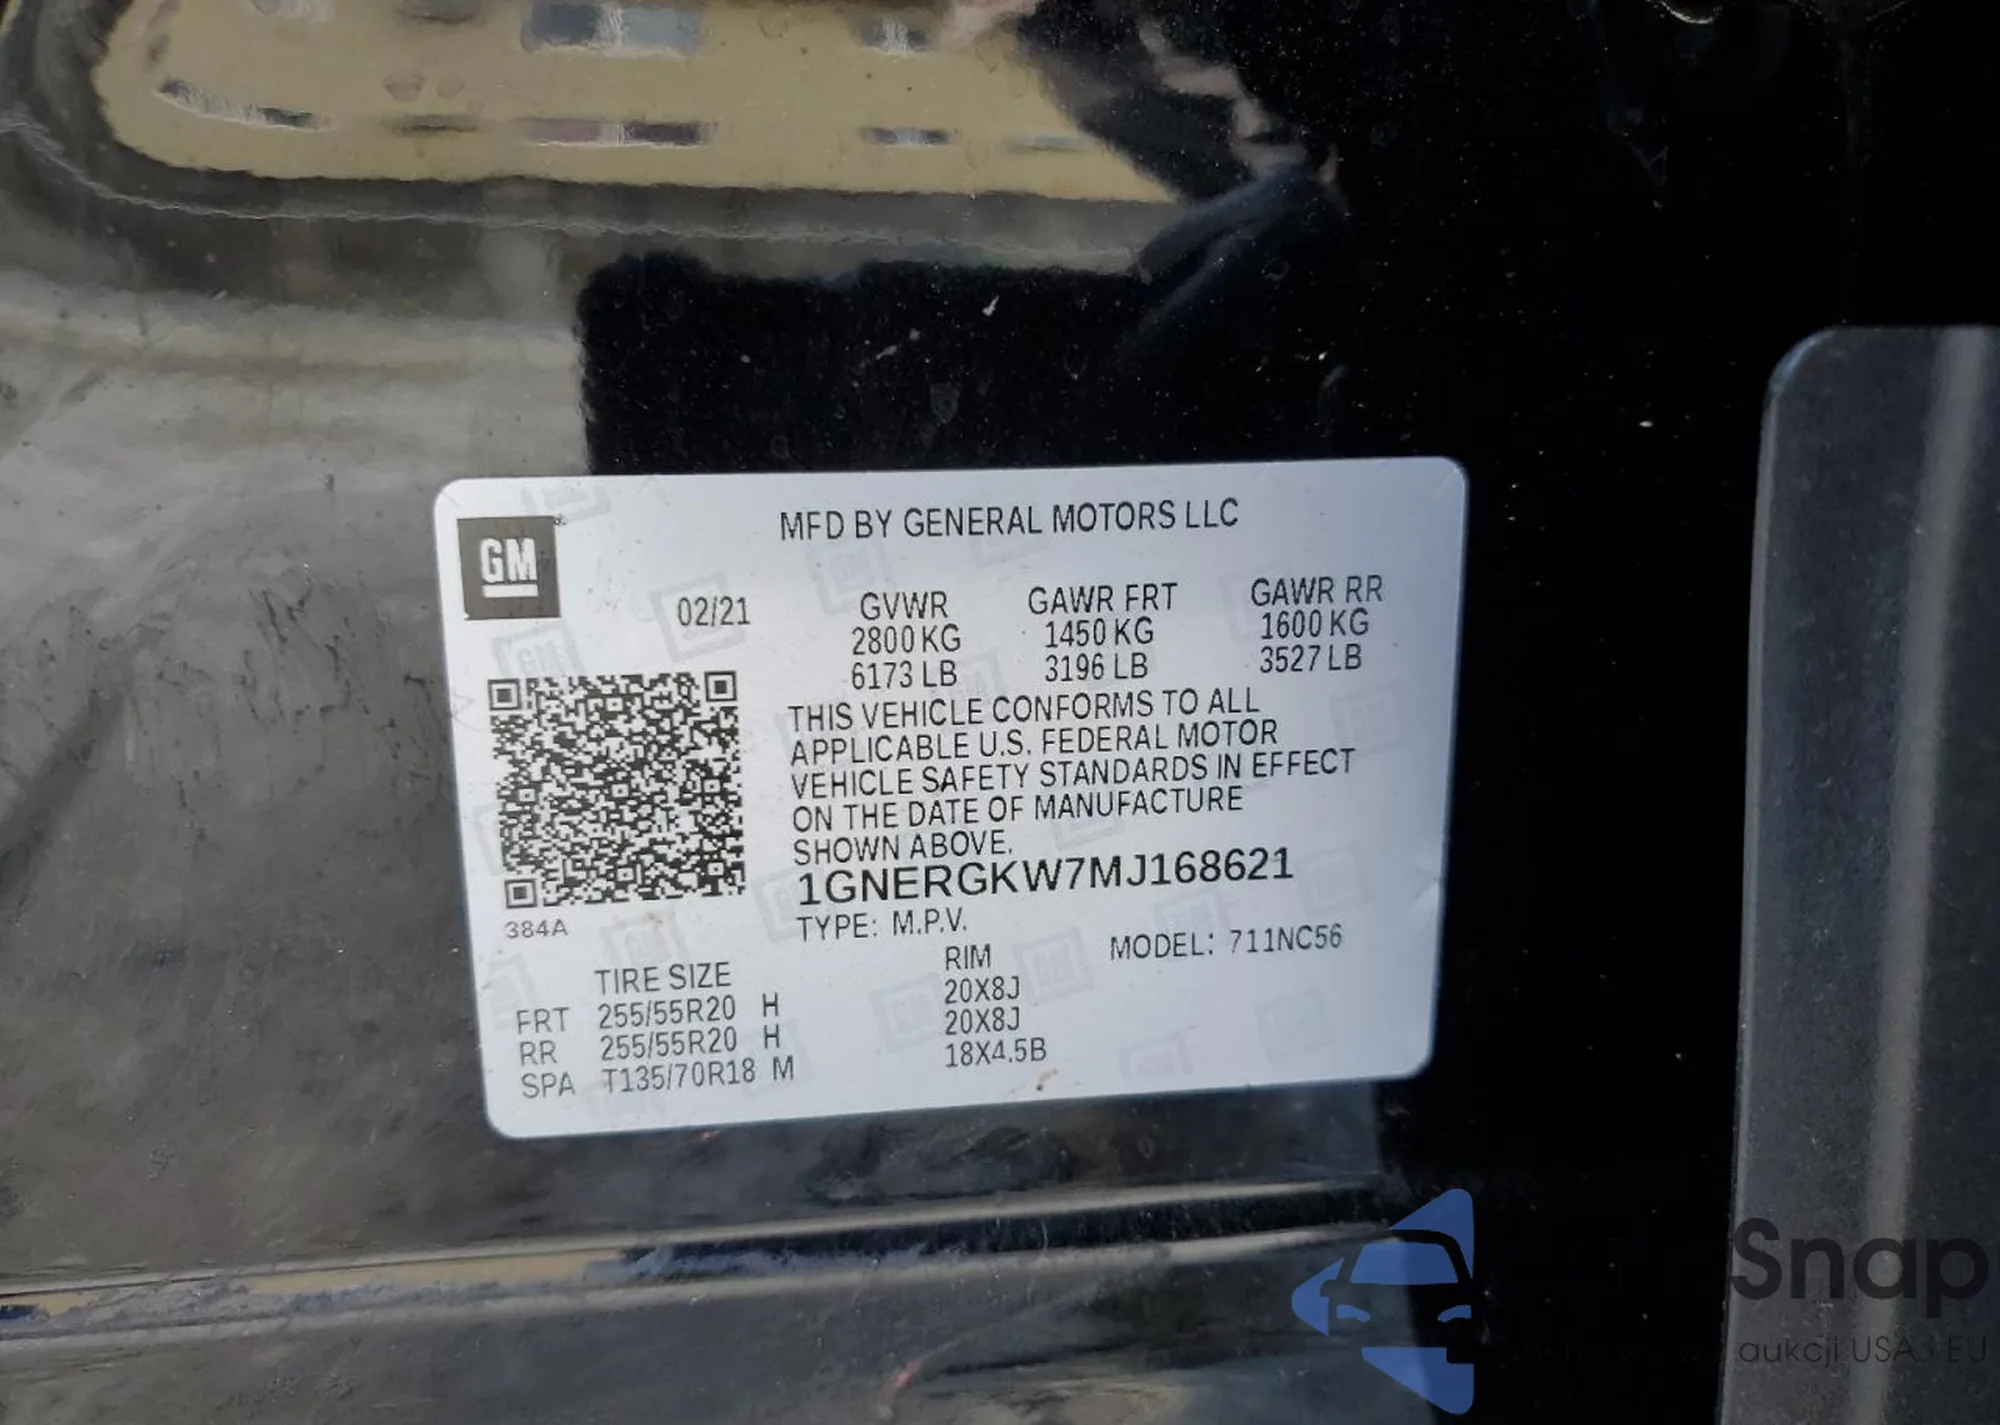 GM
MFD BY GENERAL MOTORS LLC
02/21 GVWR GAWR FRT GAWR RR
2800 KG 1450 KG 1600 KG
6173 LB 3196 LB 3527 LB
THIS VEHICLE CONFORMS TO ALL
APPLICABLE U.S. FEDERAL MOTOR
VEHICLE SAFETY STANDARDS IN EFFECT
ON THE DATE OF MANUFACTURE
SHOWN ABOVE.
1GNERGKW7MJ168621
384A
TYPE: M.P.V. MODEL: 711NC56
TIRE SIZE RIM
FRT 255/55R20 H 20X8J
RR 255/55R20 H 20X8J
SPA T135/70R18 M 18X4.5B
Snap
aukcji USA i EU